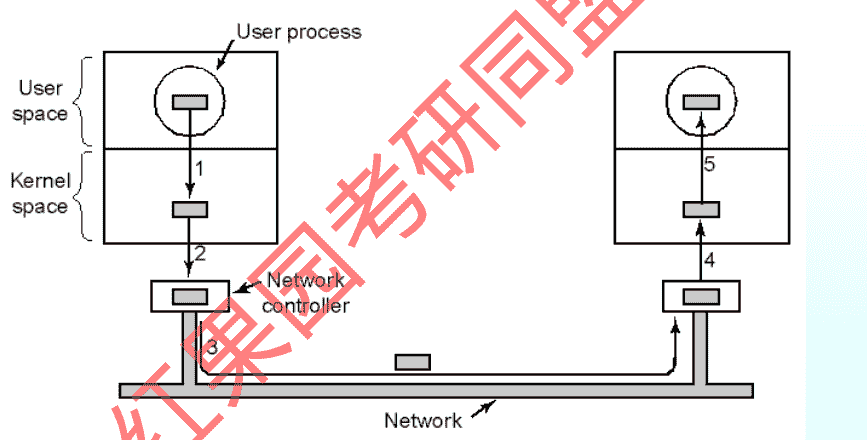 User process
User
space
1
5
Kernel
space
2
4
Network
controller
3
Network
红果园考研同盟